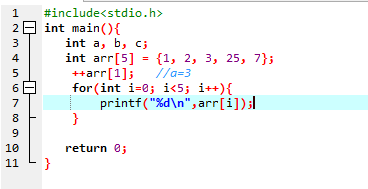 1 #include<stdio.h>
2 int main(){
3 int a, b, c;
4 int arr[5] = {1, 2, 3, 25, 7};
5 ++arr[1]; //a=3
6 for(int i=0; i<5; i++){
7 printf("%d\n",arr[i]);
8 }
9
10 return 0;
11 }